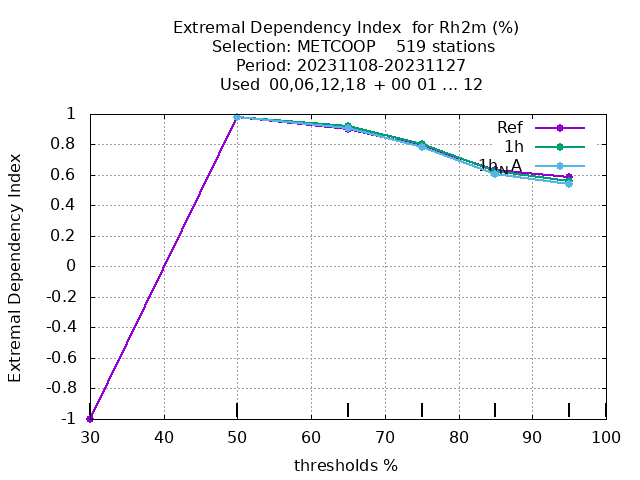 Extremal Dependency Index  for Rh2m (%)
Selection: METCOOP    519 stations
Period: 20231108-20231127
Used  00,06,12,18  + 00 01 ... 12
Extremal Dependency Index
1
0.8
0.6
0.4
0.2
0
-0.2
-0.4
-0.6
-0.8
-1
Ref
1h
1h_NA
30 40 50 60 70 80 90 100
thresholds %